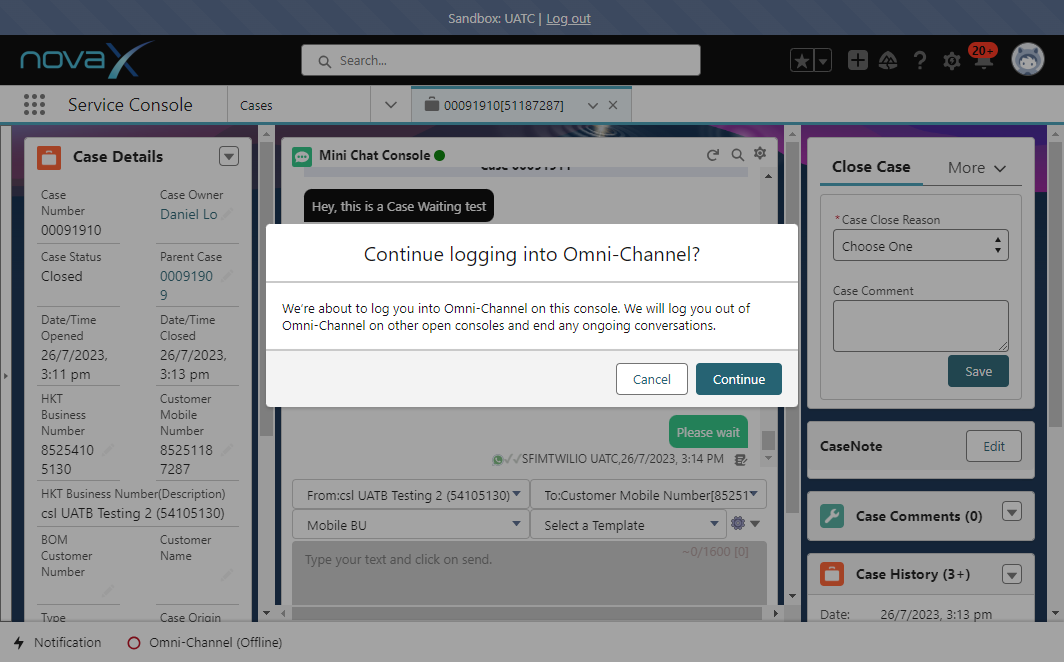 Sandbox: UATC | Log out
novaX
Search...
20+
Service Console
Cases
00091910[51187287]
Case Details
Case Number
00091910
Case Owner
Daniel Lo
Case Status
Closed
Parent Case
0009190
9
Date/Time Opened
26/7/2023,
3:11 pm
Date/Time Closed
26/7/2023,
3:13 pm
HKT Business Number
8525410
5130
Customer Mobile Number
8525118
7287
HKT Business Number(Description)
csl UATB Testing 2 (54105130)
BOM Customer Number
Customer Name
Type
Case Origin
Mini Chat Console
Hey, this is a Case Waiting test
Continue logging into Omni-Channel?
We're about to log you into Omni-Channel on this console. We will log you out of
Omni-Channel on other open consoles and end any ongoing conversations.
Cancel
Continue
Please wait
SFIMTWILIO UATC,26/7/2023, 3:14 PM
From:csl UATB Testing 2 (54105130)
To:Customer Mobile Number[85251
Mobile BU
Select a Template
Type your text and click on send.
~0/1600 [0]
Close Case
More
*Case Close Reason
Choose One
Case Comment
Save
CaseNote
Edit
Case Comments (0)
Case History (3+)
Date:
26/7/2023, 3:13 pm
Notification
Omni-Channel (Offline)